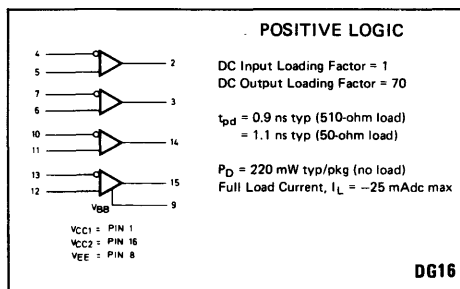 POSITIVE LOGIC
4
5
2
7
6
3
10
11
14
13
12
15
VBB
9
VCC1 = PIN 1
VCC2 = PIN 16
VEE = PIN 8
DC Input Loading Factor = 1
DC Output Loading Factor = 70
tpd = 0.9 ns typ (510-ohm load)
= 1.1 ns typ (50-ohm load)
PD = 220 mW typ/pkg (no load)
Full Load Current, IL = −25 mAdc max
DG16